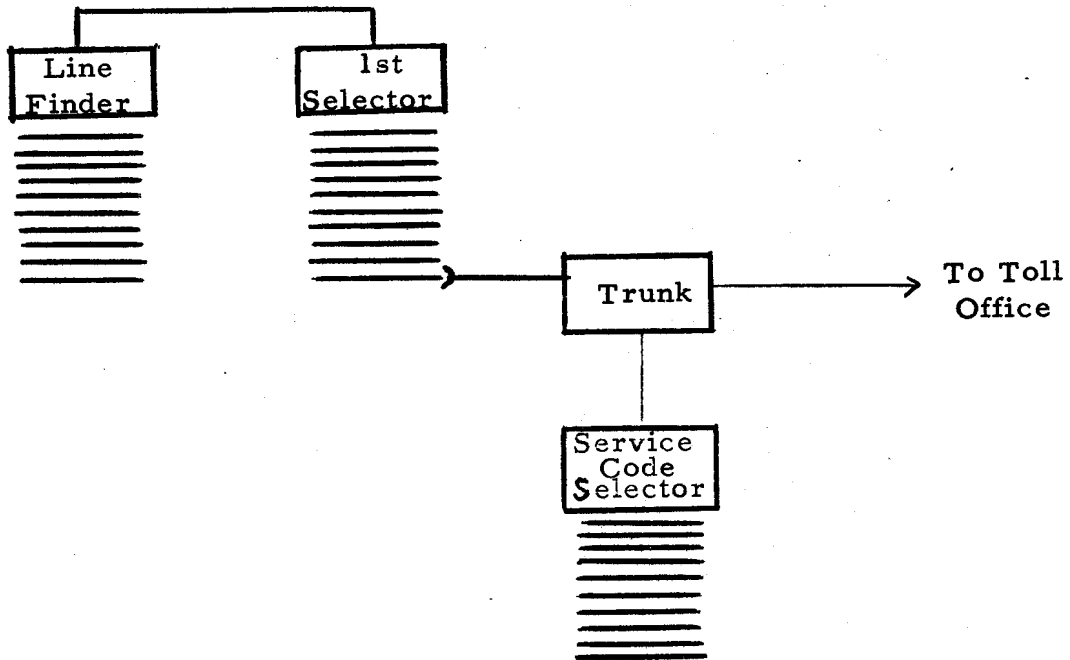 Line
Finder
1st
Selector
Trunk
To Toll
Office
Service
Code
Selector